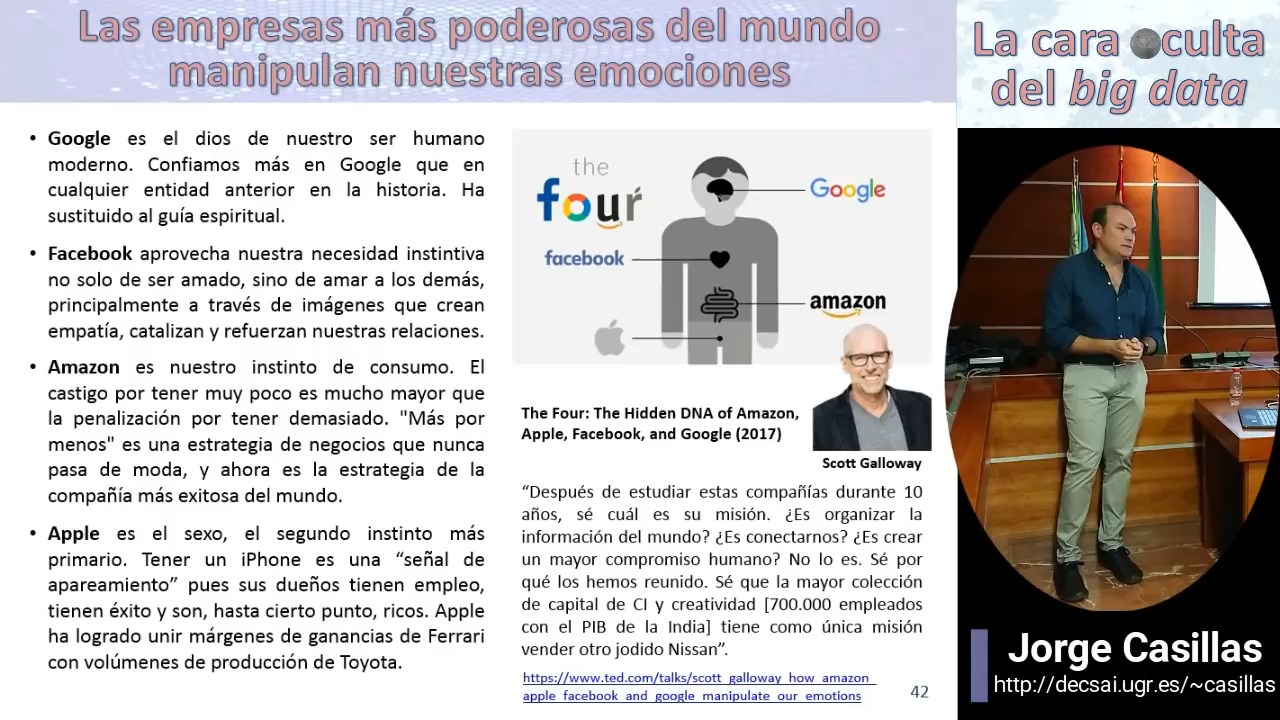 Las empresas más poderosas del mundo
manipulan nuestras emociones
La cara oculta
del big data
• Google es el dios de nuestro ser humano
moderno. Confiamos más en Google que en
cualquier entidad anterior en la historia. Ha
sustituido al guía espiritual.
• Facebook aprovecha nuestra necesidad instintiva
no solo de ser amado, sino de amar a los demás,
principalmente a través de imágenes que crean
empatía, catalizan y refuerzan nuestras relaciones.
• Amazon es nuestro instinto de consumo. El
castigo por tener muy poco es mucho mayor que
la penalización por tener demasiado. "Más por
menos" es una estrategia de negocios que nunca
pasa de moda, y ahora es la estrategia de la
compañía más exitosa del mundo.
• Apple es el sexo, el segundo instinto más
primario. Tener un iPhone es una “señal de
apareamiento” pues sus dueños tienen empleo,
tienen éxito y son, hasta cierto punto, ricos. Apple
ha logrado unir márgenes de ganancias de Ferrari
con volúmenes de producción de Toyota.
the
four
Google
facebook
amazon
The Four: The Hidden DNA of Amazon,
Apple, Facebook, and Google (2017)
Scott Galloway
“Después de estudiar estas compañías durante 10
años, sé cuál es su misión. ¿Es organizar la
información del mundo? ¿Es conectarnos? ¿Es crear
un mayor compromiso humano? No lo es. Sé por
qué los hemos reunido. Sé que la mayor colección
de capital de CI y creatividad [700.000 empleados
con el PIB de la India] tiene como única misión
vender otro jodido Nissan”.
https://www.ted.com/talks/scott_galloway_how_amazon_
apple_facebook_and_google_manipulate_our_emotions
42
Jorge Casillas
http://decsai.ugr.es/~casillas